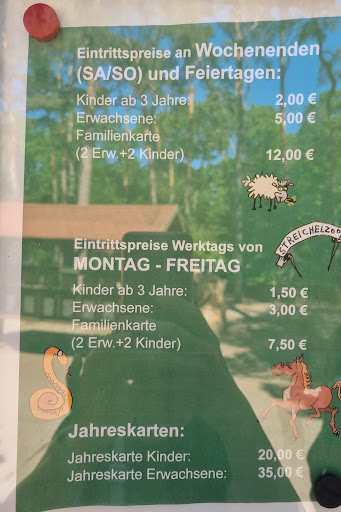 Eintrittspreise an Wochenenden
(SA/SO) und Feiertagen:
Kinder ab 3 Jahre: 2,00 €
Erwachsene: 5,00 €
Familienkarte
(2 Erw.+2 Kinder) 12,00 €
STREICHELZOO
Eintrittspreise Werktags von
MONTAG - FREITAG
Kinder ab 3 Jahre: 1,50 €
Erwachsene: 3,00 €
Familienkarte
(2 Erw.+2 Kinder) 7,50 €
Jahreskarten:
Jahreskarte Kinder: 20,00 €
Jahreskarte Erwachsene: 35,00 €